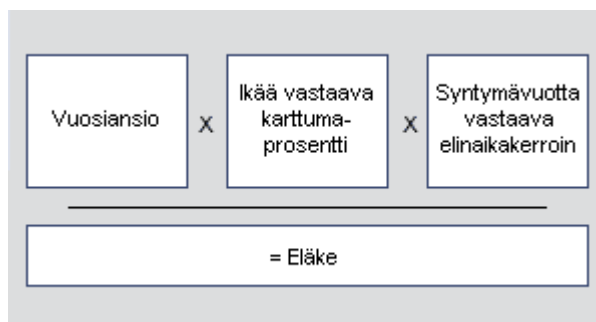 Vuosiansio
X
Ikää vastaava
karttuma-
prosentti
X
Syntymävuotta
vastaava
elinaikakerroin
= Eläke